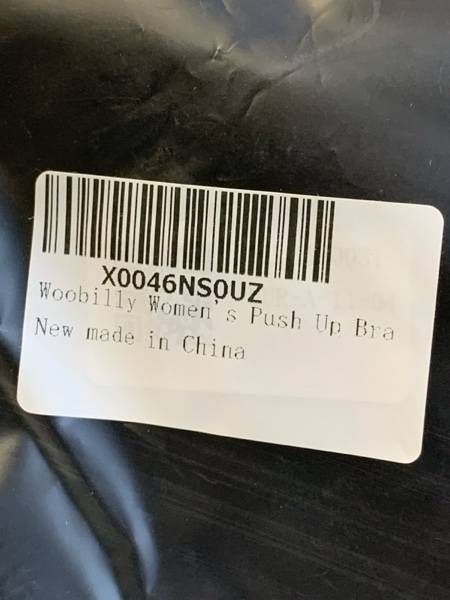 X0046NS0UZ
Woobilly Women's Push Up Bra
New made in China